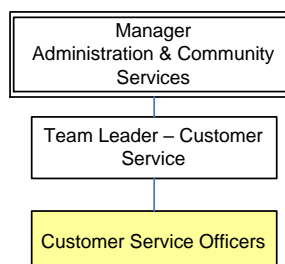 Manager
Administration & Community
Services
Team Leader – Customer
Service
Customer Service Officers